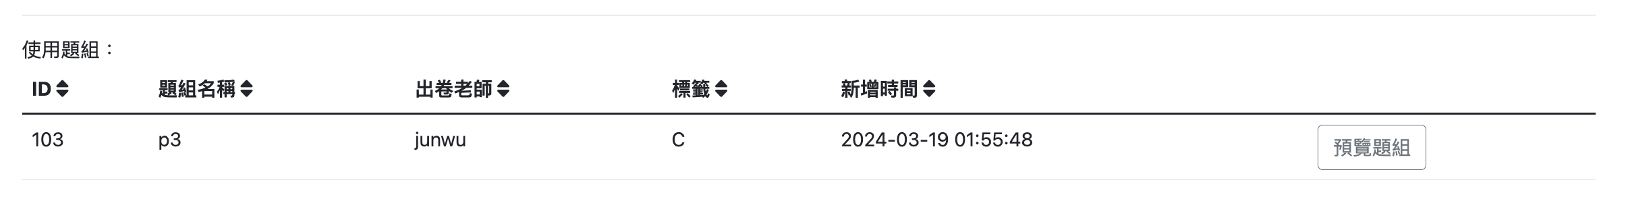 使用題組：
ID 題組名稱 出卷老師 標籤 新增時間
103 p3 junwu C 2024-03-19 01:55:48 預覽題組